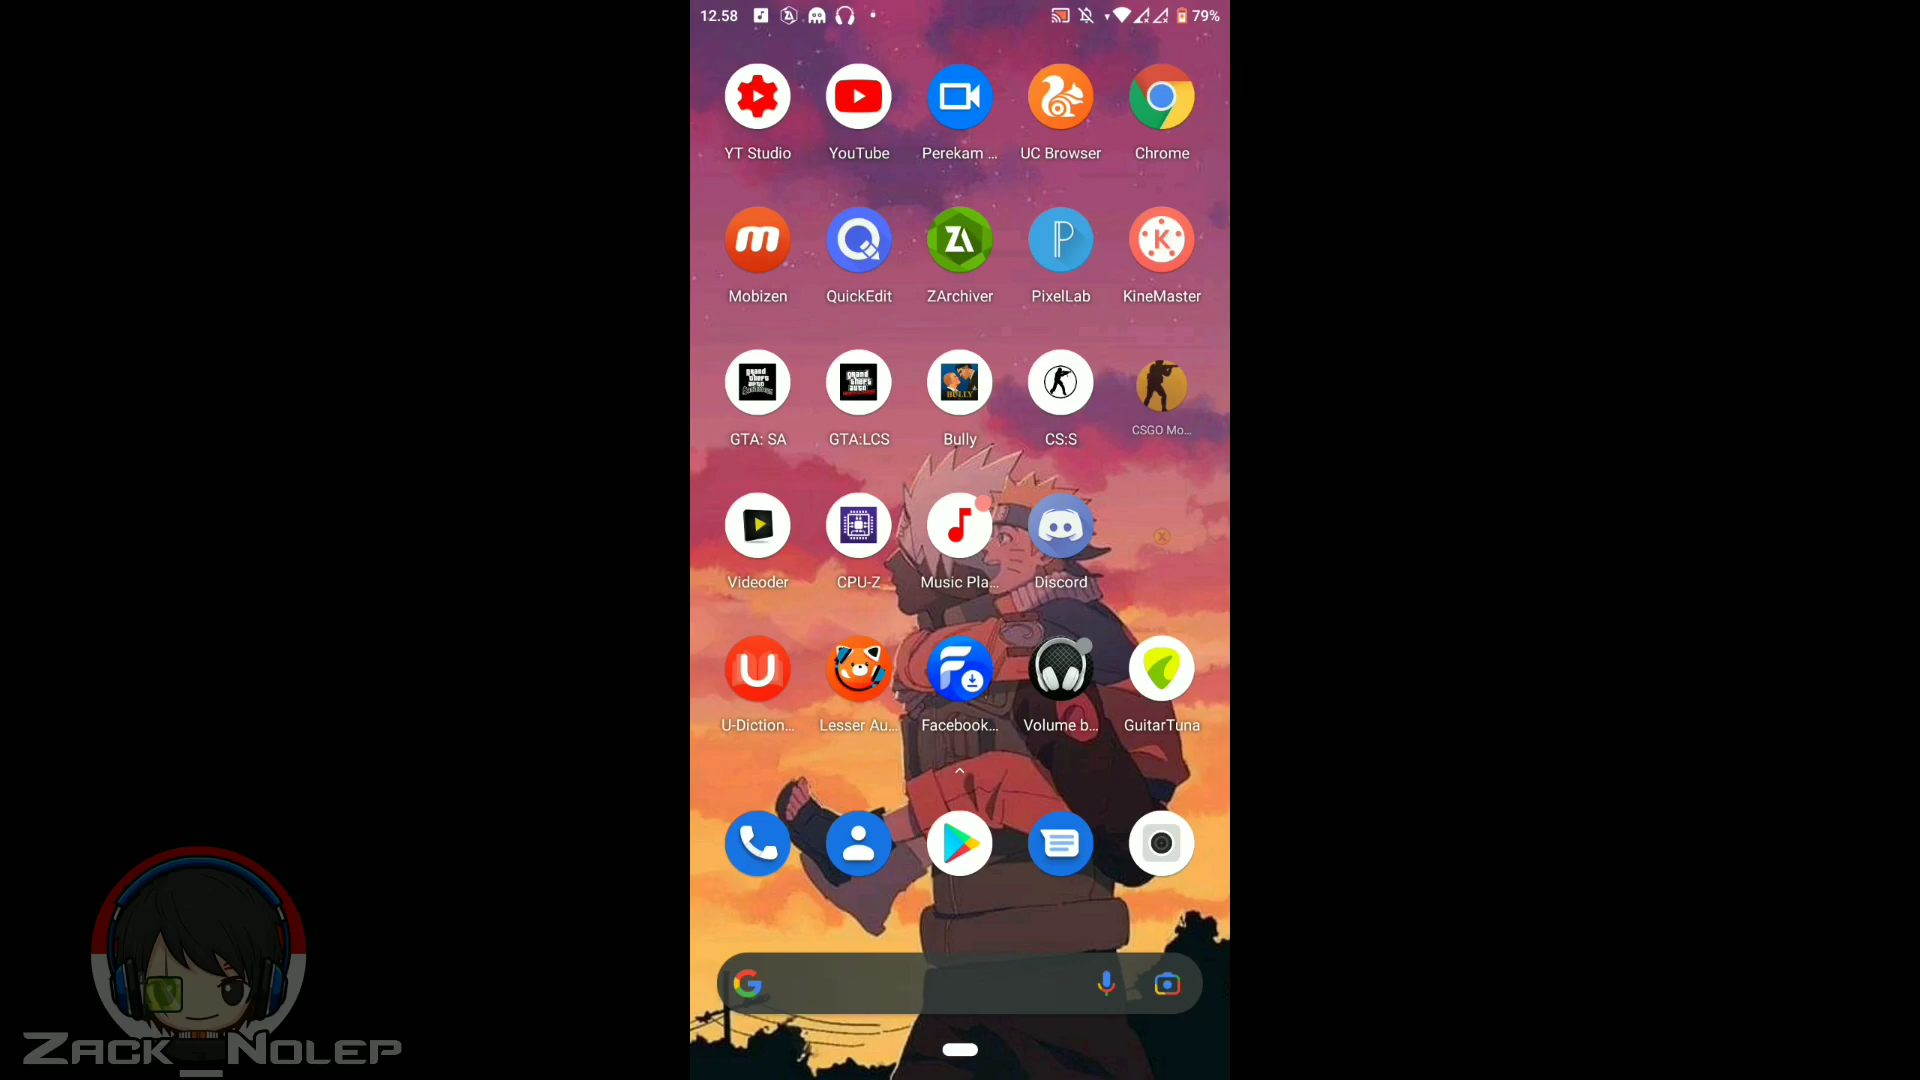 12.58
79%
YT Studio
YouTube
Perekam ...
UC Browser
Chrome
Mobizen
QuickEdit
ZArchiver
PixelLab
KineMaster
GTA: SA
GTA:LCS
Bully
CS:S
CSGO Mo...
Videoder
CPU-Z
Music Pla...
Discord
U-Diction...
Lesser Au...
Facebook...
Volume b...
GuitarTuna
Zack_Nolep